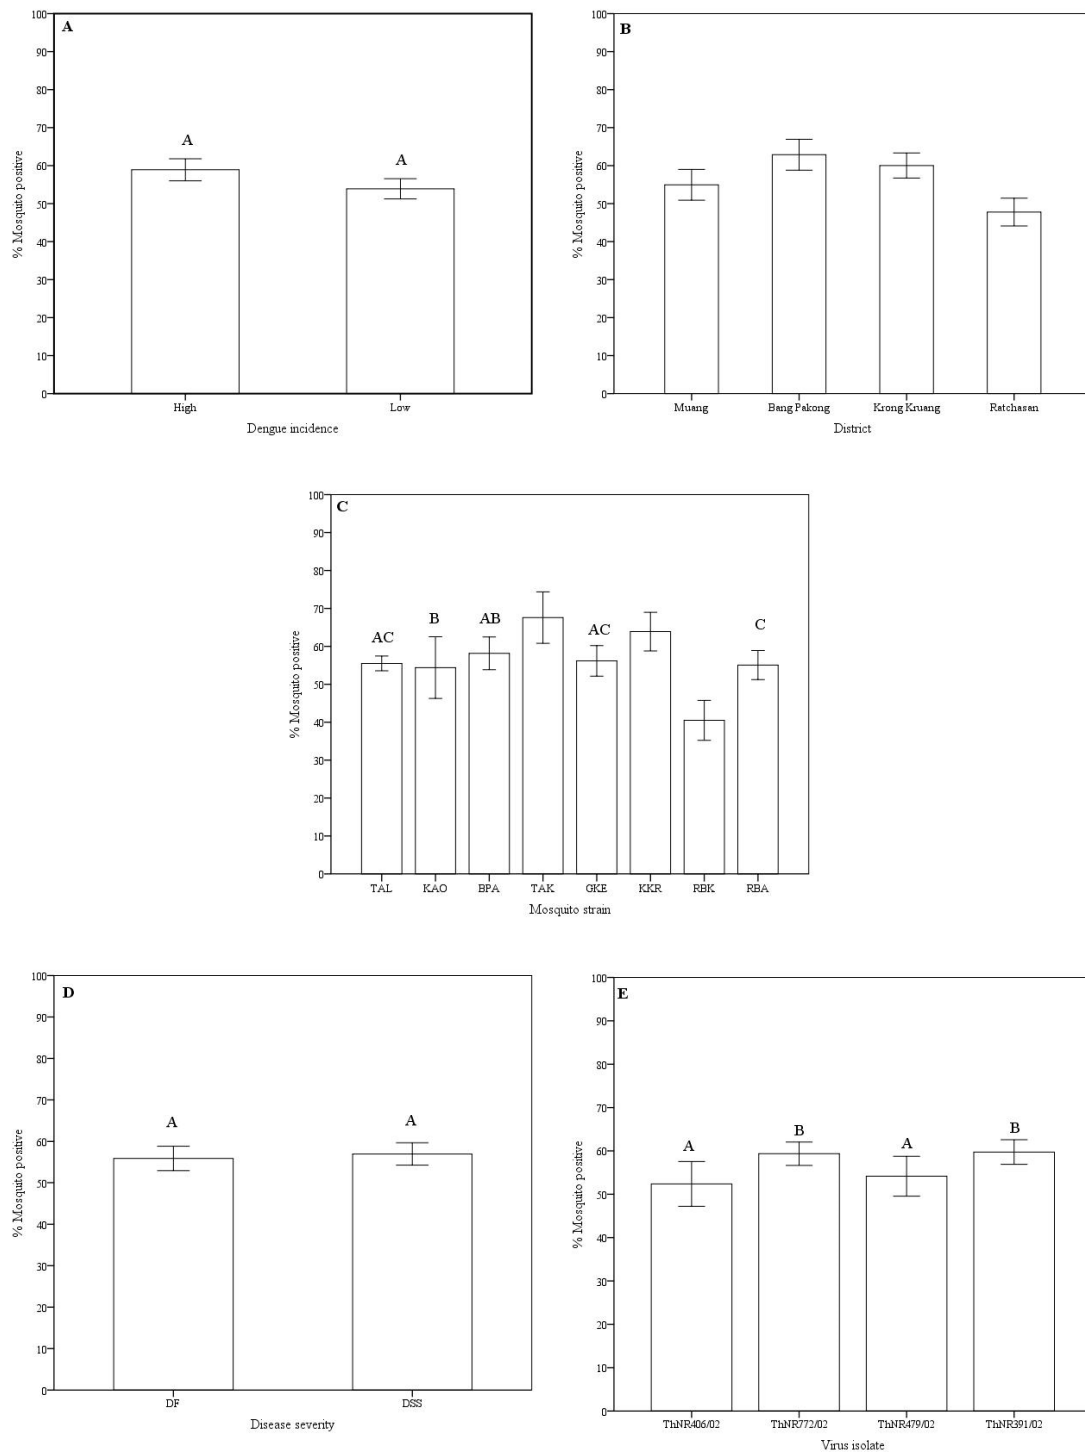 A
100
90
80
70
60
50
40
30
20
10
0
% Mosquito positive
A
A
High
Low
Dengue incidence
B
100
90
80
70
60
50
40
30
20
10
0
% Mosquito positive
Muang
Bang Pakong
Krong Kruang
Ratchasan
District
C
100
90
80
70
60
50
40
30
20
10
0
% Mosquito positive
AC
B
AB
AC
C
TAL
KAO
BPA
TAK
GKE
KKR
RBK
RBA
Mosquito strain
D
100
90
80
70
60
50
40
30
20
10
0
% Mosquito positive
A
A
DF
DSS
Disease severity
E
100
90
80
70
60
50
40
30
20
10
0
% Mosquito positive
A
B
A
B
ThNR406/02
ThNR772/02
ThNR479/02
ThNR391/02
Virus isolate